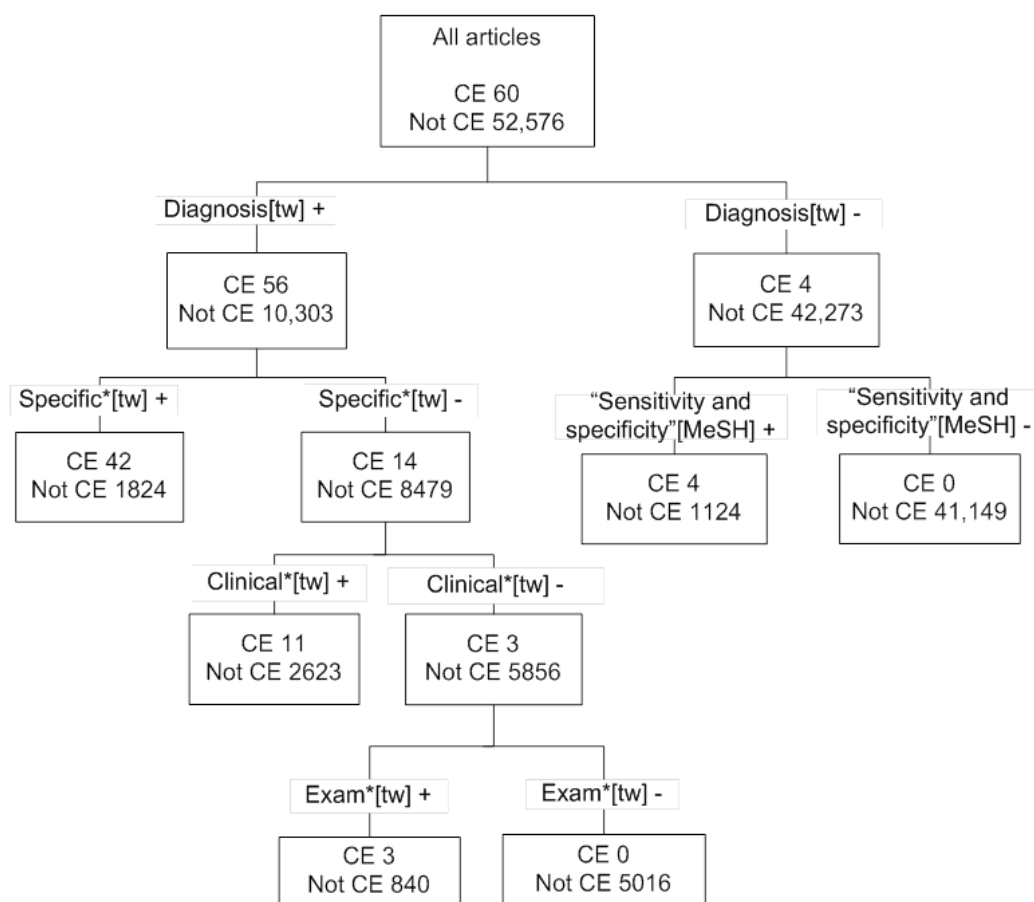 All articles
CE 60
Not CE 52,576
Diagnosis[tw] +
Diagnosis[tw] -
CE 56
Not CE 10,303
CE 4
Not CE 42,273
Specific*[tw] +
Specific*[tw] -
“Sensitivity and
specificity”[MeSH] +
“Sensitivity and
specificity”[MeSH] -
CE 42
Not CE 1824
CE 14
Not CE 8479
CE 4
Not CE 1124
CE 0
Not CE 41,149
Clinical*[tw] +
Clinical*[tw] -
CE 11
Not CE 2623
CE 3
Not CE 5856
Exam*[tw] +
Exam*[tw] -
CE 3
Not CE 840
CE 0
Not CE 5016